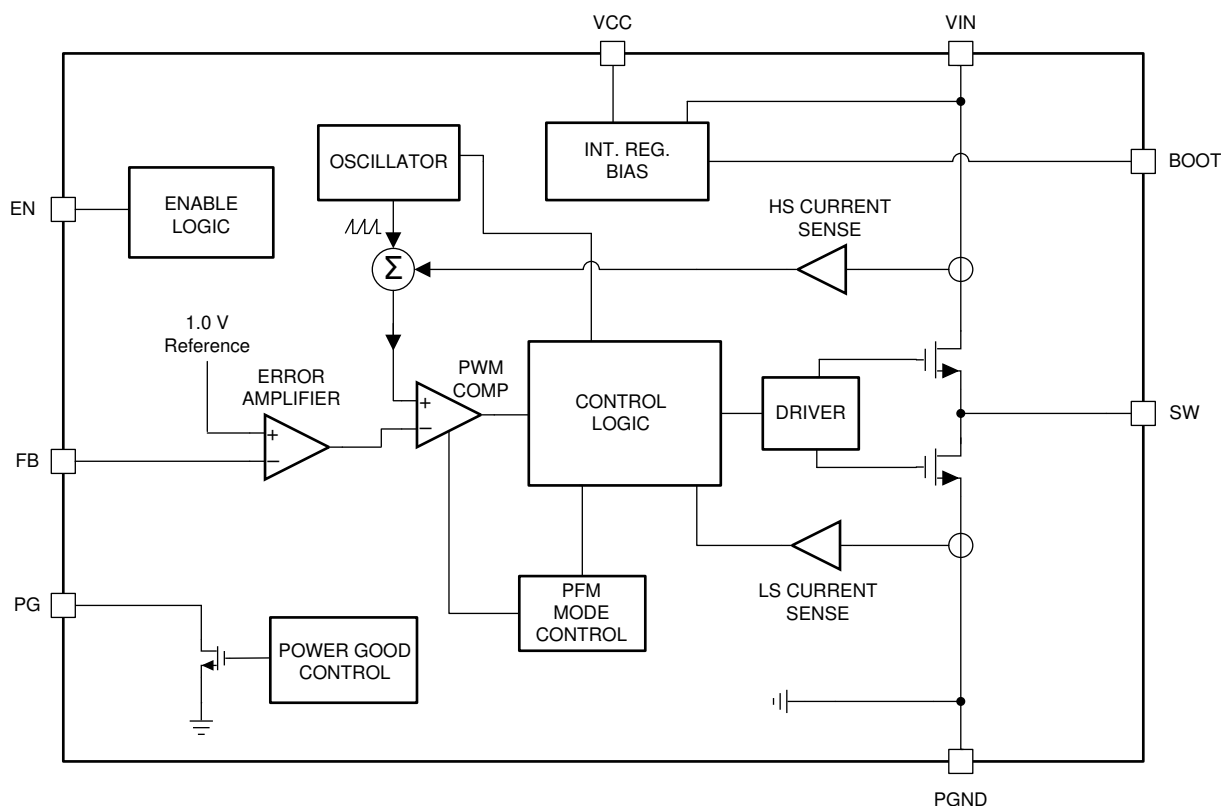 VCC
VIN
OSCILLATOR
INT. REG.
BIAS
BOOT
EN
ENABLE
LOGIC
HS CURRENT
SENSE
Σ
1.0 V
Reference
ERROR
AMPLIFIER
PWM
COMP
+
−
+
−
CONTROL
LOGIC
DRIVER
SW
FB
PG
POWER GOOD
CONTROL
PFM
MODE
CONTROL
LS CURRENT
SENSE
PGND